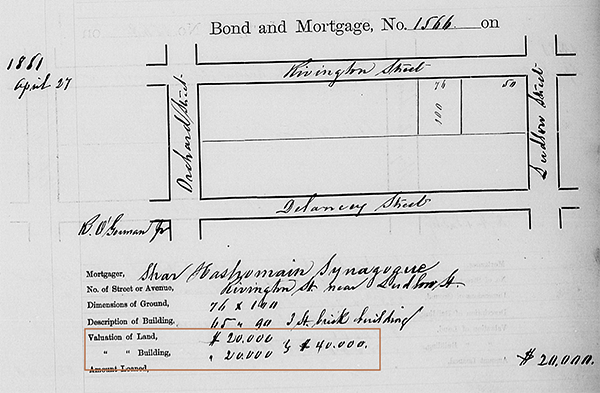 Bond and Mortgage, No. 1566 on
1881
April 27
Rivington Street
76
50
100
Orchard Street
Ludlow Street
Delancey Street
R. O'Gorman Jr
Mortgager, Shar Hashomain Synagogue
No. of Street or Avenue, Rivington St. near Ludlow St.
Dimensions of Ground, 76 x 100
Description of Building, 65 " 90 3 St. brick building
Valuation of Land, $ 20.000
" " Building, " 20.000 } $ 40.000.
Amount Loaned, $ 20,000.